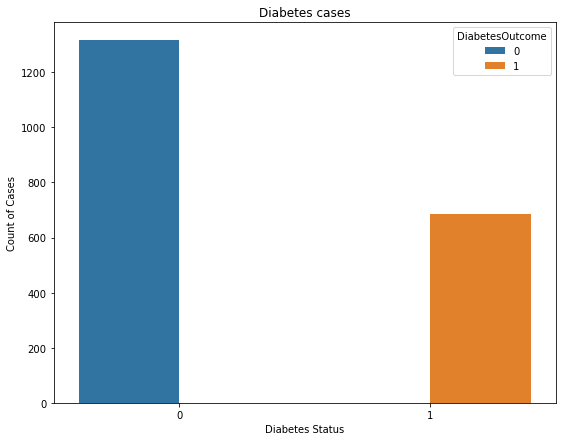 Diabetes cases
DiabetesOutcome
0
1
1200
1000
800
600
400
200
0
Count of Cases
0 1
Diabetes Status